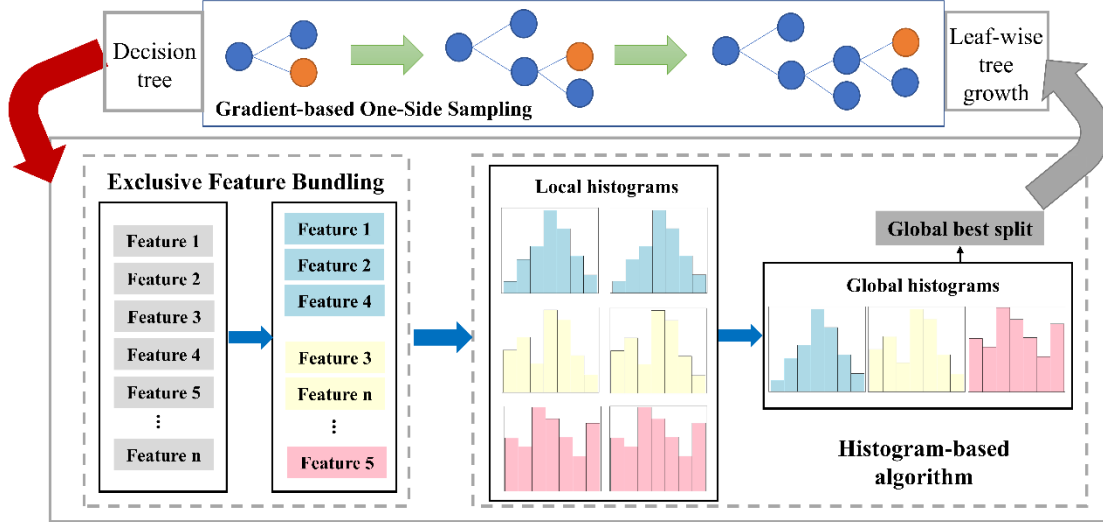 Decision
tree
Gradient-based One-Side Sampling
Leaf-wise
tree
growth
Exclusive Feature Bundling
Feature 1
Feature 2
Feature 3
Feature 4
Feature 5
...
Feature n
Feature 1
Feature 2
Feature 4
Feature 3
Feature n
...
Feature 5
Local histograms
Global best split
Global histograms
Histogram-based
algorithm